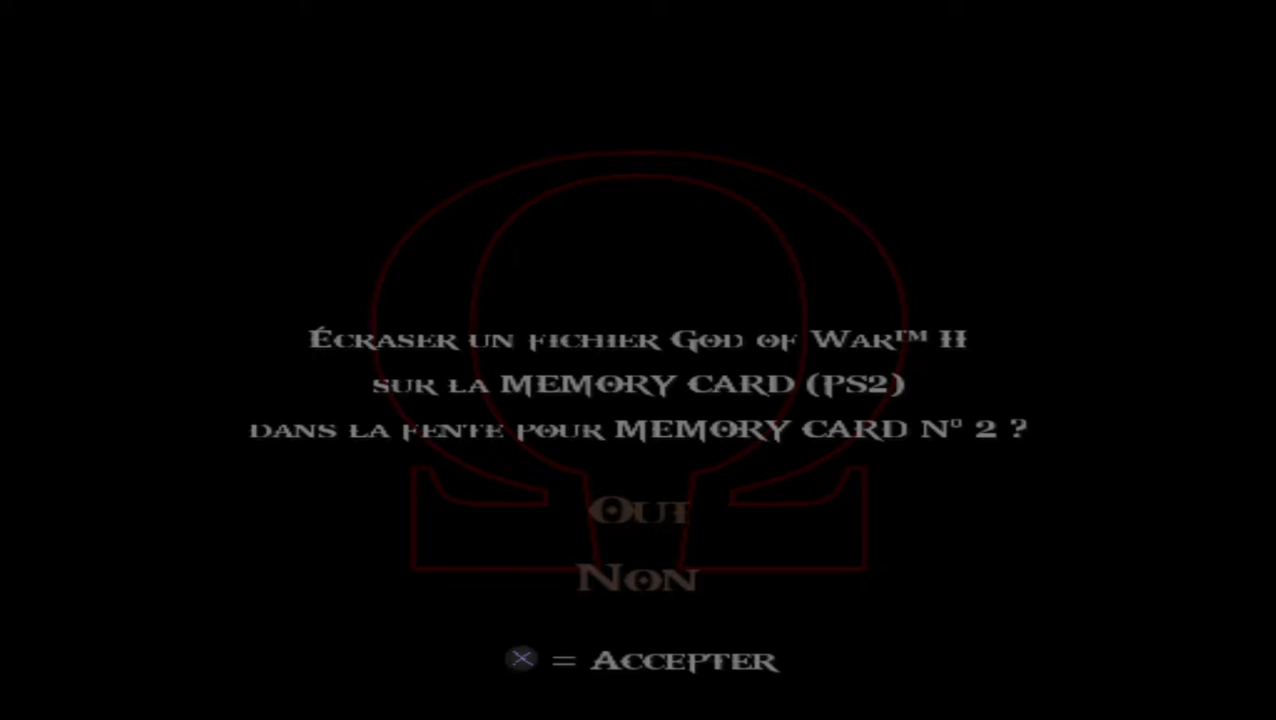 Écraser un fichier God of War™ II
sur la MEMORY CARD (PS2)
dans la fente pour MEMORY CARD N° 2 ?
Oui
Non
= Accepter